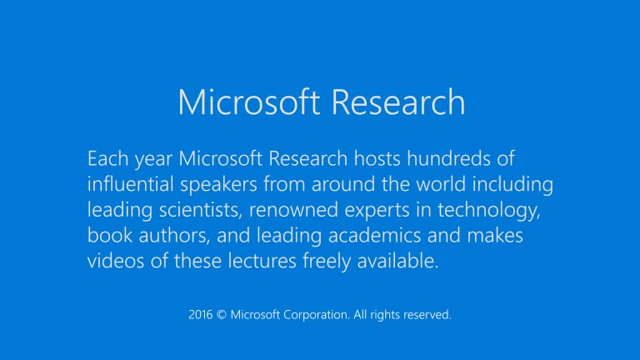 Microsoft Research
Each year Microsoft Research hosts hundreds of
influential speakers from around the world including
leading scientists, renowned experts in technology,
book authors, and leading academics and makes
videos of these lectures freely available.
2016 © Microsoft Corporation. All rights reserved.